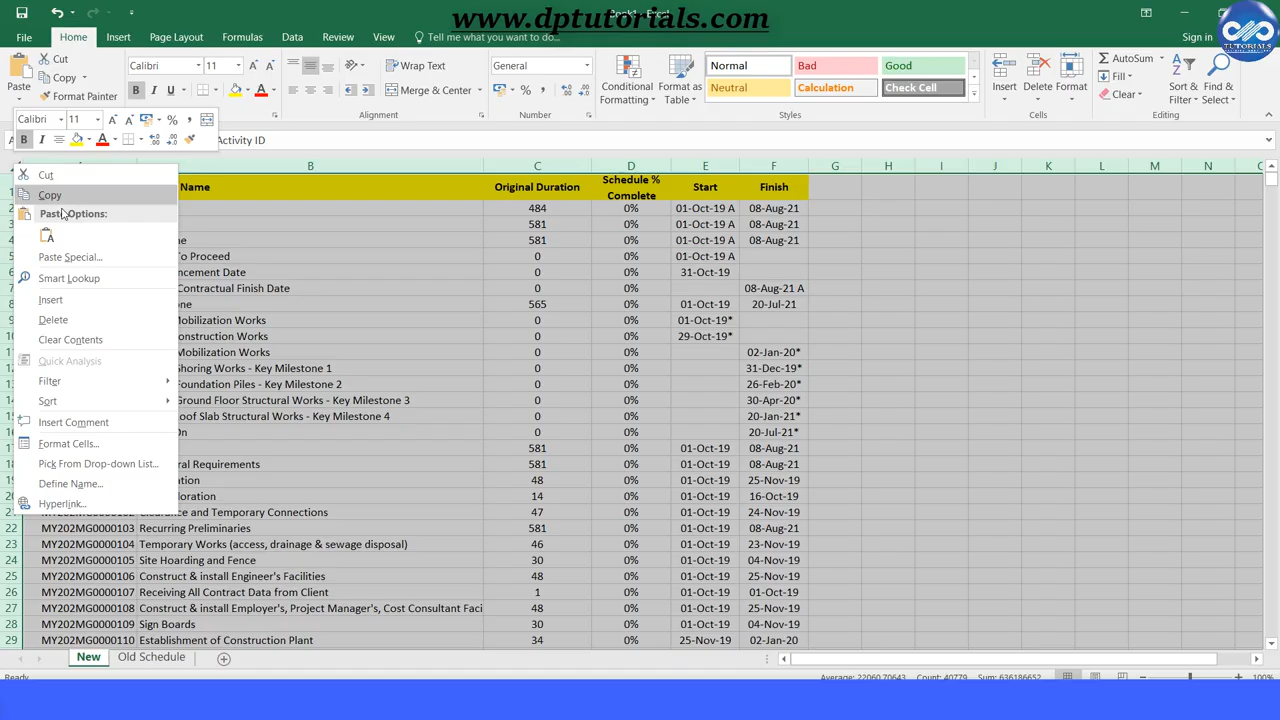 www.dptutorials.com
Sign in
TUTORIALS
File Home Insert Page Layout Formulas Data Review View Tell me what you want to do...
Paste Cut Copy Format Painter
Calibri 11
B I U
Wrap Text
Merge & Center
Alignment
General
Number
Conditional Formatting Format as Table
Normal Bad Good
Neutral Calculation Check Cell
Styles
Insert Delete Format
Cells
AutoSum
Fill
Clear
Sort & Filter Find & Select
Editing
Calibri 11
B I
Activity ID
B C D E F G H I J K L M N
1 Name Original Duration Schedule % Complete Start Finish
484 0% 01-Oct-19 A 08-Aug-21
581 0% 01-Oct-19 A 08-Aug-21
ne 581 0% 01-Oct-19 A 08-Aug-21
To Proceed 0 0% 01-Oct-19 A
ncement Date 0 0% 31-Oct-19
Contractual Finish Date 0 0% 08-Aug-21 A
one 565 0% 01-Oct-19 20-Jul-21
Mobilization Works 0 0% 01-Oct-19*
onstruction Works 0 0% 29-Oct-19*
Mobilization Works 0 0% 02-Jan-20*
Shoring Works - Key Milestone 1 0 0% 31-Dec-19*
Foundation Piles - Key Milestone 2 0 0% 26-Feb-20*
Ground Floor Structural Works - Key Milestone 3 0 0% 30-Apr-20*
oof Slab Structural Works - Key Milestone 4 0 0% 20-Jan-21*
On 0 0% 20-Jul-21*
581 0% 01-Oct-19 08-Aug-21
ral Requirements 581 0% 01-Oct-19 08-Aug-21
ation 48 0% 01-Oct-19 25-Nov-19
loration 14 0% 01-Oct-19 16-Oct-19
earance and Temporary Connections 47 0% 01-Oct-19 24-Nov-19
22 MY202MG0000103 Recurring Preliminaries 581 0% 01-Oct-19 08-Aug-21
23 MY202MG0000104 Temporary Works (access, drainage & sewage disposal) 46 0% 01-Oct-19 23-Nov-19
24 MY202MG0000105 Site Hoarding and Fence 30 0% 01-Oct-19 04-Nov-19
25 MY202MG0000106 Construct & install Engineer's Facilities 48 0% 01-Oct-19 25-Nov-19
26 MY202MG0000107 Receiving All Contract Data from Client 1 0% 01-Oct-19 01-Oct-19
27 MY202MG0000108 Construct & install Employer's, Project Manager's, Cost Consultant Faci 48 0% 01-Oct-19 25-Nov-19
28 MY202MG0000109 Sign Boards 30 0% 01-Oct-19 04-Nov-19
29 MY202MG0000110 Establishment of Construction Plant 34 0% 25-Nov-19 02-Jan-20
Cut
Copy
Paste Options:
Paste Special...
Smart Lookup
Insert
Delete
Clear Contents
Quick Analysis
Filter
Sort
Insert Comment
Format Cells...
Pick From Drop-down List...
Define Name...
Hyperlink...
New Old Schedule
Ready Average: 22060.70643 Count: 40779 Sum: 636186652 100%